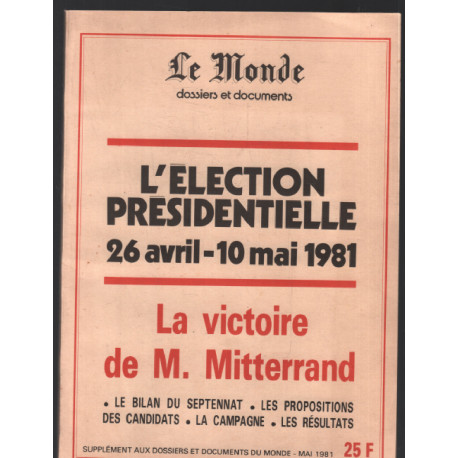 Le Monde
dossiers et documents
L'ÉLECTION
PRÉSIDENTIELLE
26 avril-10 mai 1981
La victoire
de M. Mitterrand
• LE BILAN DU SEPTENNAT • LES PROPOSITIONS
DES CANDIDATS • LA CAMPAGNE • LES RÉSULTATS
SUPPLÉMENT AUX DOSSIERS ET DOCUMENTS DU MONDE - MAI 1981 25 F